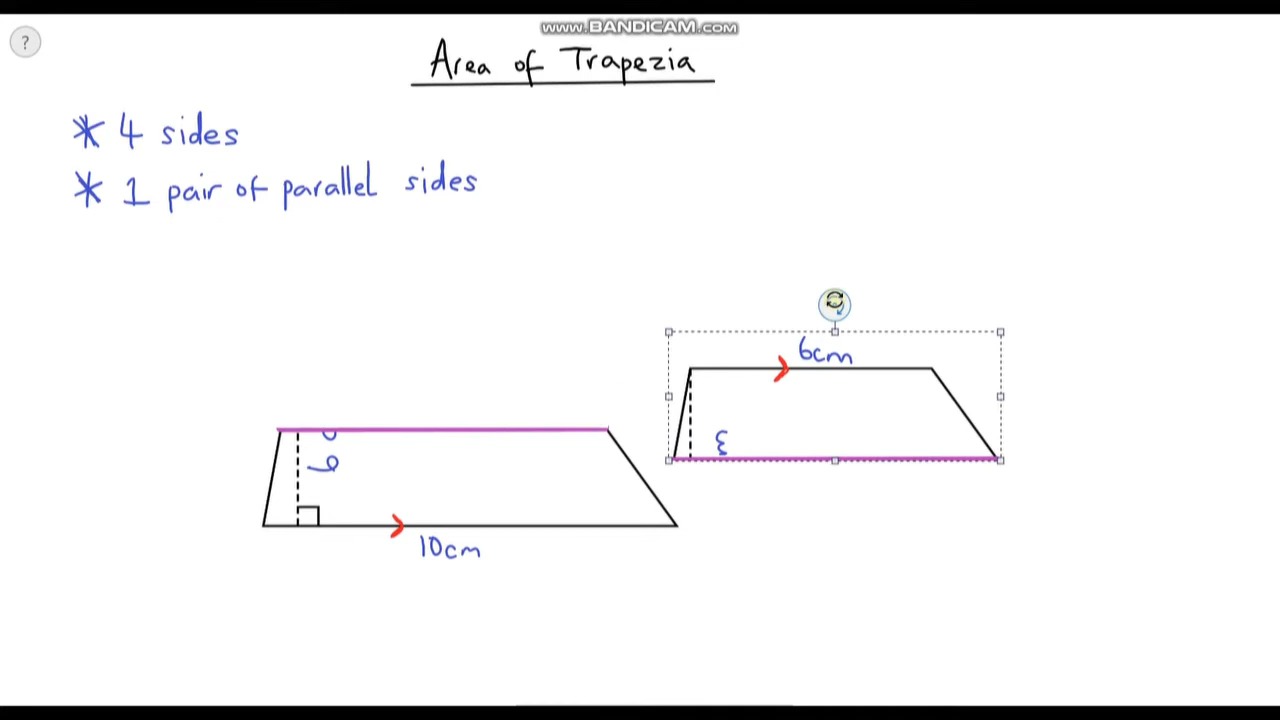 www.BANDICAM.com
?
Area of Trapezia
* 4 sides
* 1 pair of parallel sides
6cm
10cm